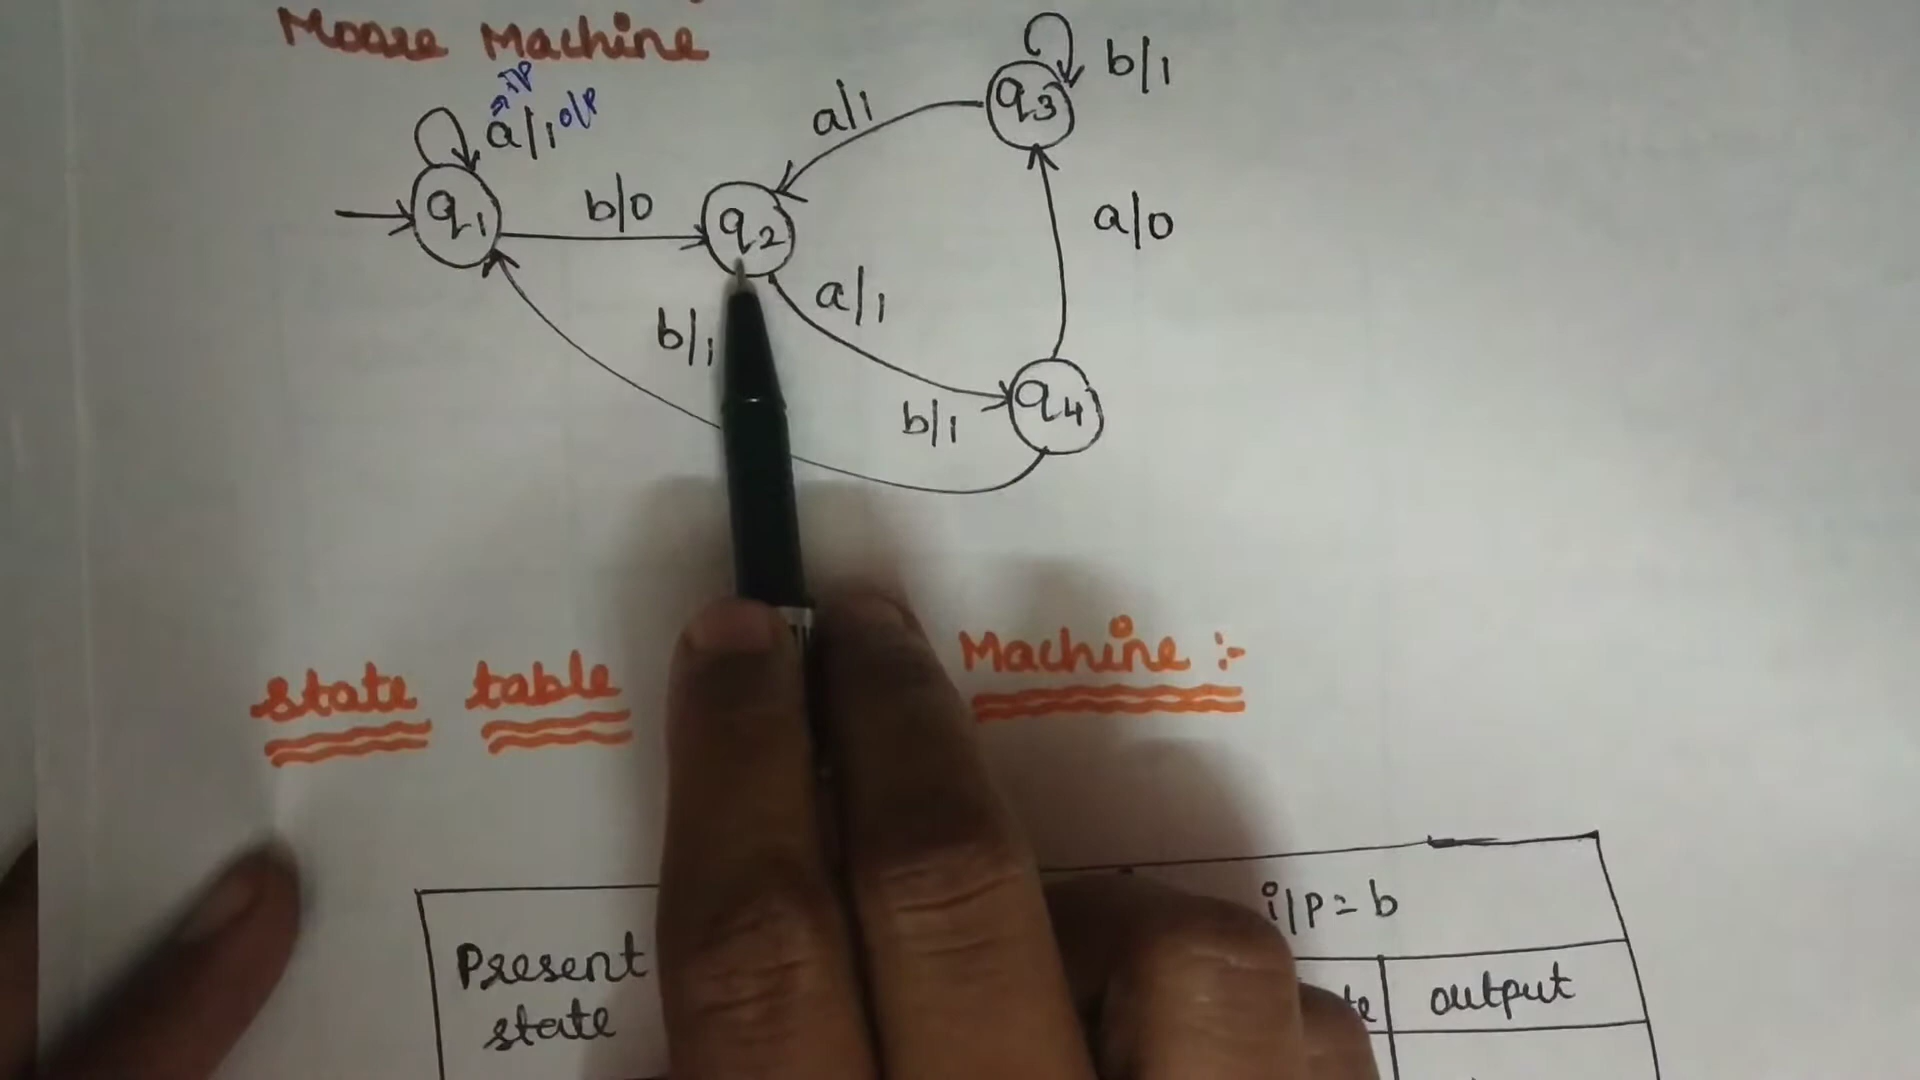 Moore Machine
i/p
a/1 o/p
q1
b/0
q2
a/1
q3
b/1
a/0
a/1
b/1
b/1
q4
State table Machine :-
i/p = b
Present
state
output